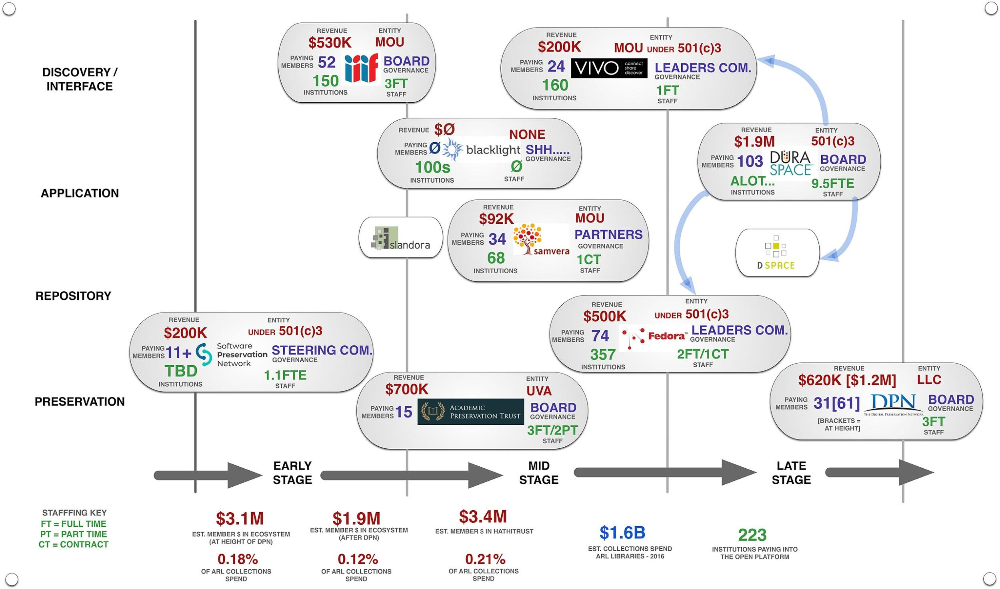 DISCOVERY /
INTERFACE
REVENUE
$530K
ENTITY
MOU
PAYING
MEMBERS
52
iiif
BOARD
GOVERNANCE
150
INSTITUTIONS
3FT
STAFF
REVENUE
$200K
ENTITY
MOU UNDER 501(c)3
PAYING
MEMBERS
24
VIVO
connect
share
discover
LEADERS COM.
GOVERNANCE
160
INSTITUTIONS
1FT
STAFF
APPLICATION
REVENUE $Ø
NONE
PAYING
MEMBERS
Ø
blacklight
SHH.....
GOVERNANCE
100s
INSTITUTIONS
Ø
STAFF
REVENUE
$1.9M
ENTITY
501(c)3
PAYING
MEMBERS
103
DURA
SPACE™
BOARD
GOVERNANCE
ALOT...
INSTITUTIONS
9.5FTE
STAFF
islandora
REVENUE
$92K
ENTITY
MOU
PAYING
MEMBERS
34
samvera
PARTNERS
GOVERNANCE
68
INSTITUTIONS
1CT
STAFF
D SPACE
REPOSITORY
REVENUE
$200K
ENTITY
UNDER 501(c)3
PAYING
MEMBERS
11+
Software
Preservation
Network
STEERING COM.
GOVERNANCE
TBD
INSTITUTIONS
1.1FTE
STAFF
REVENUE
$500K
ENTITY
UNDER 501(c)3
PAYING
MEMBERS
74
Fedora™
LEADERS COM.
GOVERNANCE
357
INSTITUTIONS
2FT/1CT
STAFF
PRESERVATION
REVENUE
$700K
ENTITY
UVA
PAYING
MEMBERS
15
ACADEMIC
PRESERVATION TRUST
BOARD
GOVERNANCE
3FT/2PT
STAFF
REVENUE
$620K [$1.2M]
ENTITY
LLC
PAYING
MEMBERS
31[61]
DPN
THE DIGITAL PRESERVATION NETWORK
BOARD
GOVERNANCE
[BRACKETS =
AT HEIGHT]
3FT
STAFF
EARLY
STAGE
MID
STAGE
LATE
STAGE
STAFFFING KEY
FT = FULL TIME
PT = PART TIME
CT = CONTRACT
$3.1M
EST. MEMBER $ IN ECOSYSTEM
(AT HEIGHT OF DPN)
0.18%
OF ARL COLLECTIONS
SPEND
$1.9M
EST. MEMBER $ IN ECOSYSTEM
(AFTER DPN)
0.12%
OF ARL COLLECTIONS
SPEND
$3.4M
EST. MEMBER $ IN HATHITRUST
0.21%
OF ARL COLLECTIONS
SPEND
$1.6B
EST. COLLECTIONS SPEND
ARL LIBRARIES - 2016
223
INSTITUTIONS PAYING INTO
THE OPEN PLATFORM